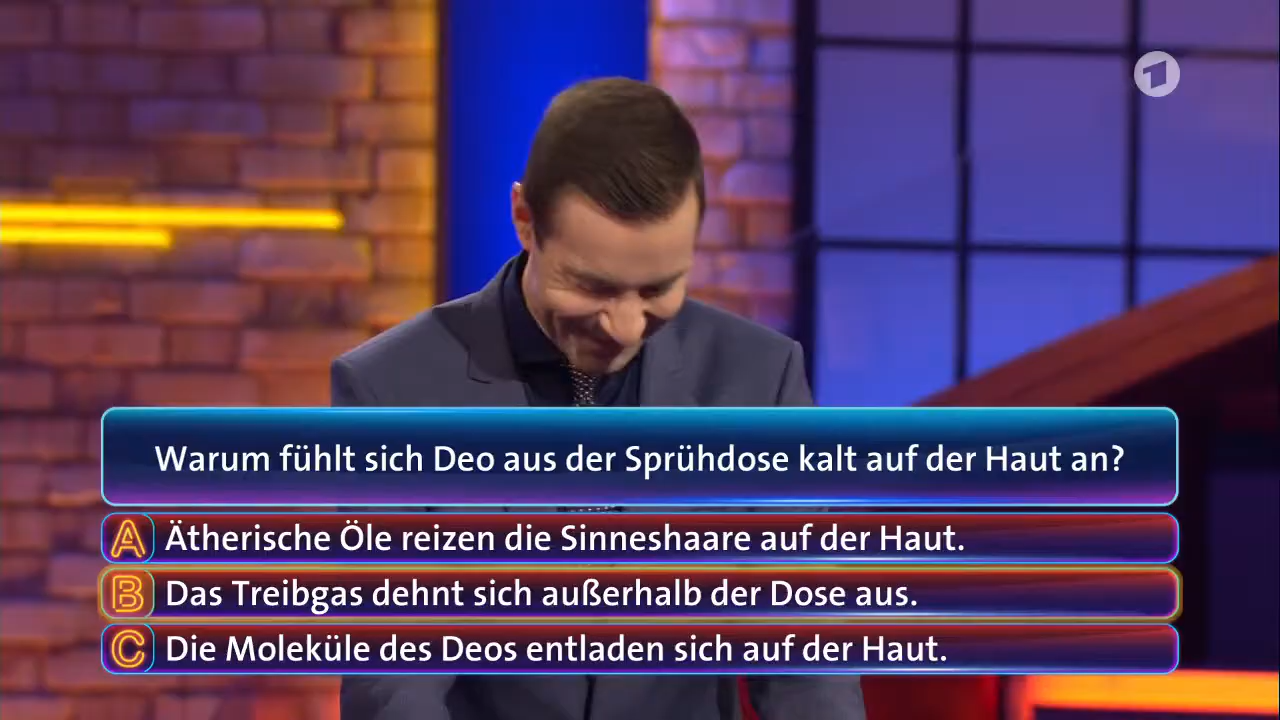 1
Warum fühlt sich Deo aus der Sprühdose kalt auf der Haut an?
A Ätherische Öle reizen die Sinneshaare auf der Haut.
B Das Treibgas dehnt sich außerhalb der Dose aus.
C Die Moleküle des Deos entladen sich auf der Haut.